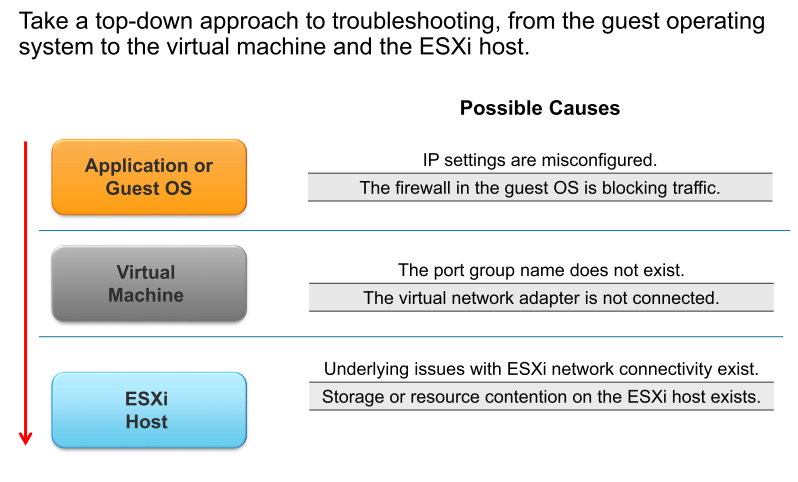 Take a top-down approach to troubleshooting, from the guest operating
system to the virtual machine and the ESXi host.
Possible Causes
Application or
Guest OS
IP settings are misconfigured.
The firewall in the guest OS is blocking traffic.
Virtual
Machine
The port group name does not exist.
The virtual network adapter is not connected.
ESXi
Host
Underlying issues with ESXi network connectivity exist.
Storage or resource contention on the ESXi host exists.